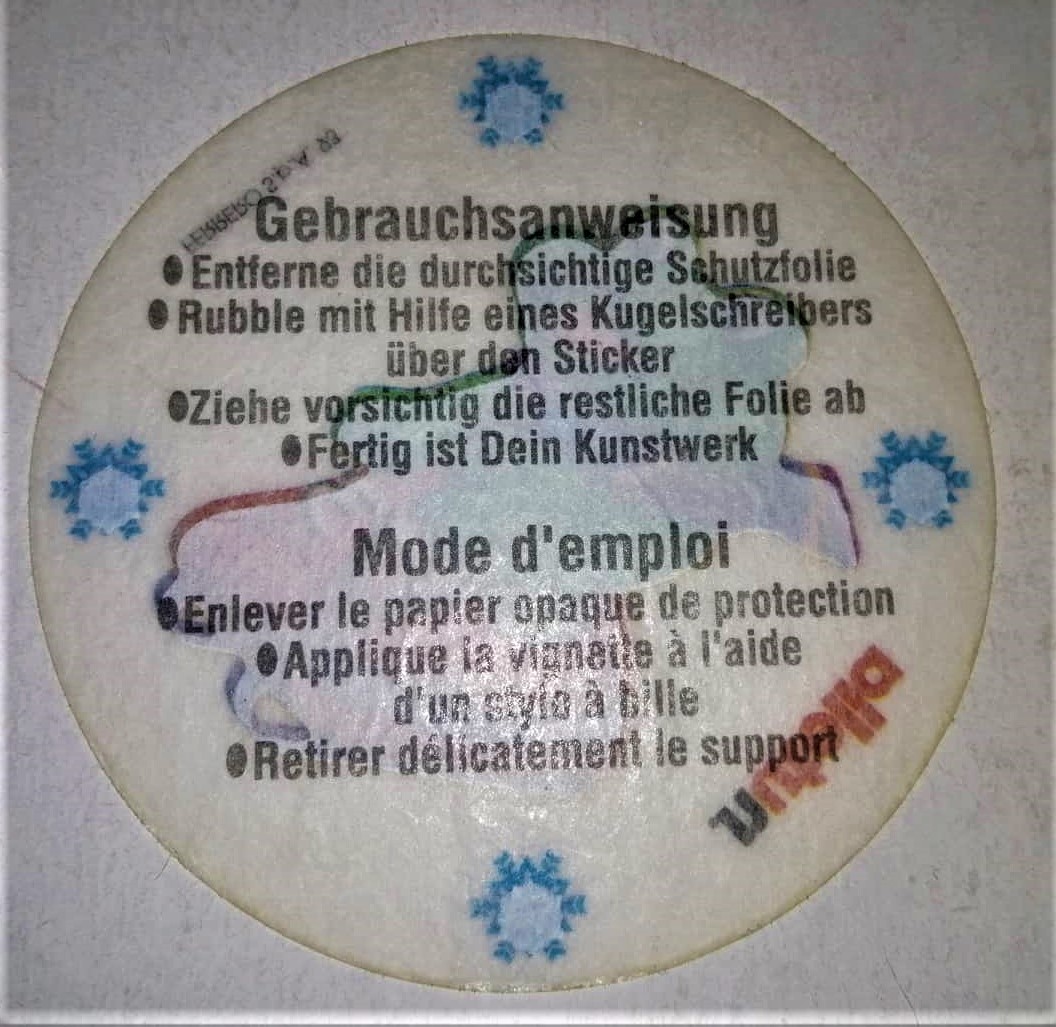 FERRERO S.p.A. 93
Gebrauchsanweisung
● Entferne die durchsichtige Schutzfolie
● Rubble mit Hilfe eines Kugelschreibers
über den Sticker
●Ziehe vorsichtig die restliche Folie ab
●Fertig ist Dein Kunstwerk
Mode d'emploi
●Enlever le papier opaque de protection
●Applique la vignette à l'aide
d'un stylo à bille
●Retirer délicatement le support
nutella